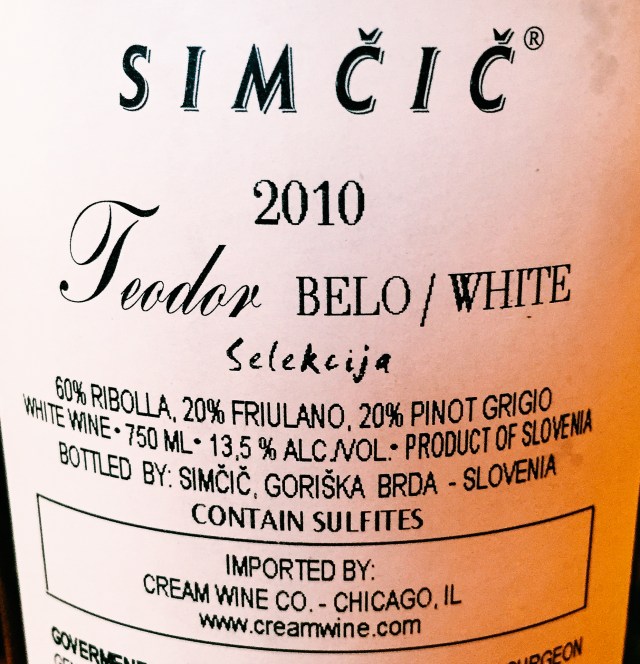 SIMČIČ®
2010
Teodor BELO / WHITE
Selekcija
60% RIBOLLA, 20% FRIULANO, 20% PINOT GRIGIO
WHITE WINE • 750 ML • 13,5 % ALC./VOL. • PRODUCT OF SLOVENIA
BOTTLED BY: SIMČIČ, GORIŠKA BRDA - SLOVENIA
CONTAIN SULFITES
IMPORTED BY:
CREAM WINE CO. - CHICAGO, IL
www.creamwine.com
GOVERMENT